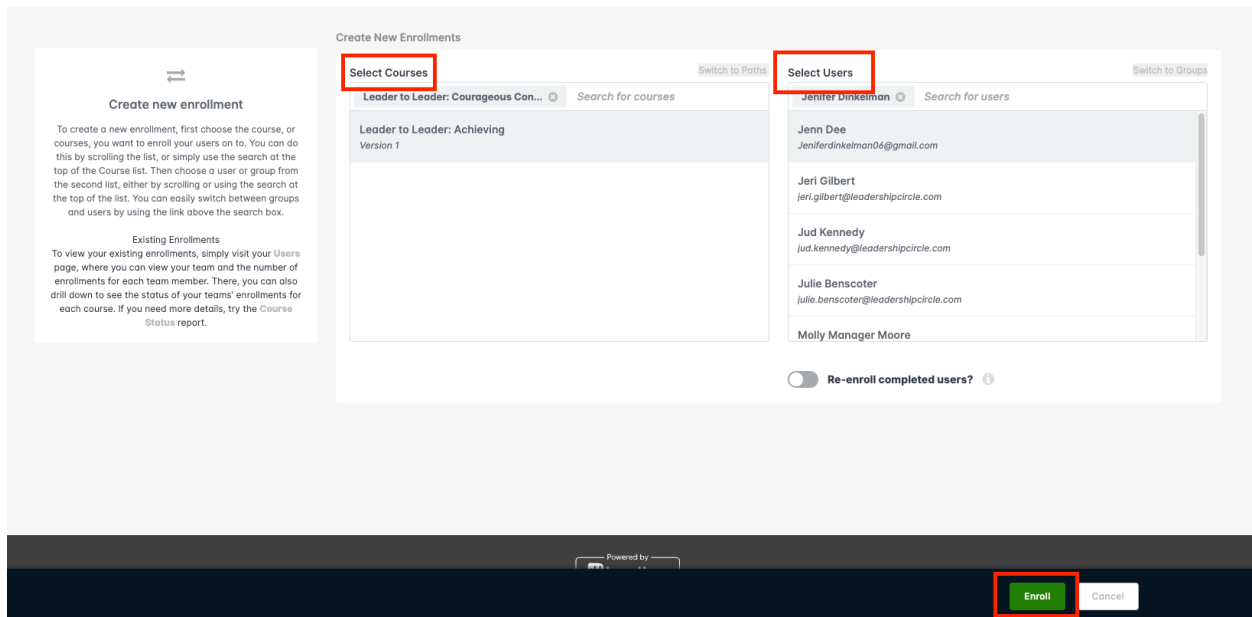 Create New Enrollments
Create new enrollment
To create a new enrollment, first choose the course, or
courses, you want to enroll your users on to. You can do
this by scrolling the list, or simply use the search at the
top of the Course list. Then choose a user or group from
the second list, either by scrolling or using the search at
the top of the list. You can easily switch between groups
and users by using the link above the search box.
Existing Enrollments
To view your existing enrollments, simply visit your Users
page, where you can view your team and the number of
enrollments for each team member. There, you can also
drill down to see the status of your teams' enrollments for
each course. If you need more details, try the Course
Status report.
Select Courses
Switch to Paths
Leader to Leader: Courageous Con...
Search for courses
Leader to Leader: Achieving
Version 1
Select Users
Switch to Groups
Jenifer Dinkelman
Search for users
Jenn Dee
Jeniferdinkelman06@gmail.com
Jeri Gilbert
jeri.gilbert@leadershipcircle.com
Jud Kennedy
jud.kennedy@leadershipcircle.com
Julie Benscoter
julie.benscoter@leadershipcircle.com
Molly Manager Moore
Re-enroll completed users?
Powered by
Enroll
Cancel